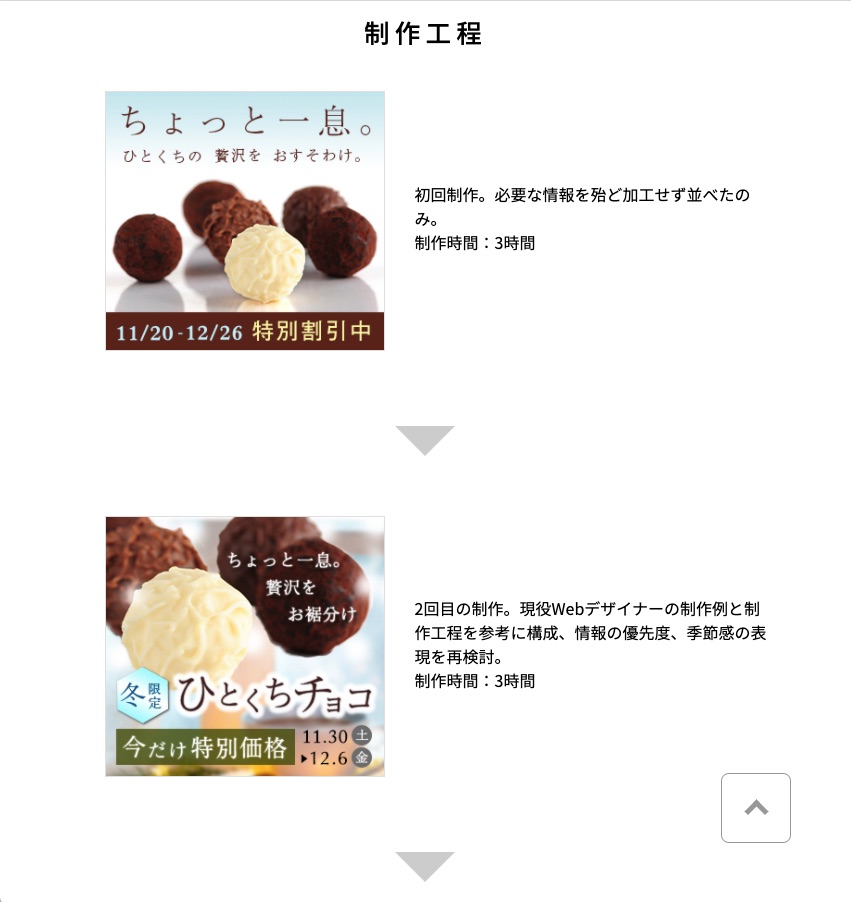 制作工程
ちょっと一息。
ひとくちの 贅沢を おすそわけ。
11/20-12/26 特別割引中
初回制作。必要な情報を殆ど加工せず並べたの
み。
制作時間：3時間
ちょっと一息。
贅沢を
お裾分け
冬限定
ひとくちチョコ
今だけ特別価格
11.30土
▶12.6金
2回目の制作。現役Webデザイナーの制作例と制
作工程を参考に構成、情報の優先度、季節感の表
現を再検討。
制作時間：3時間